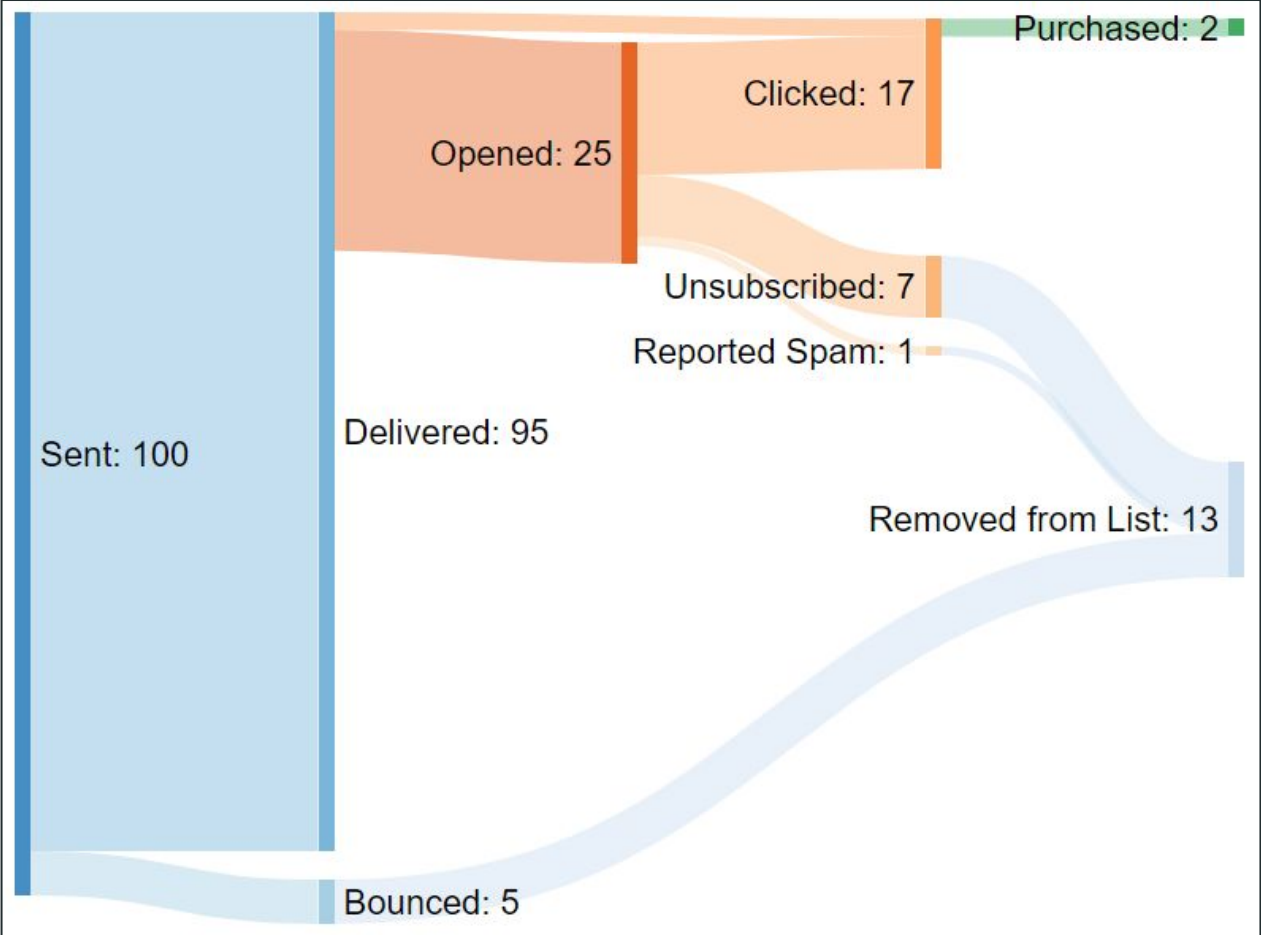 Purchased: 2
Clicked: 17
Opened: 25
Unsubscribed: 7
Reported Spam: 1
Delivered: 95
Sent: 100
Removed from List: 13
Bounced: 5